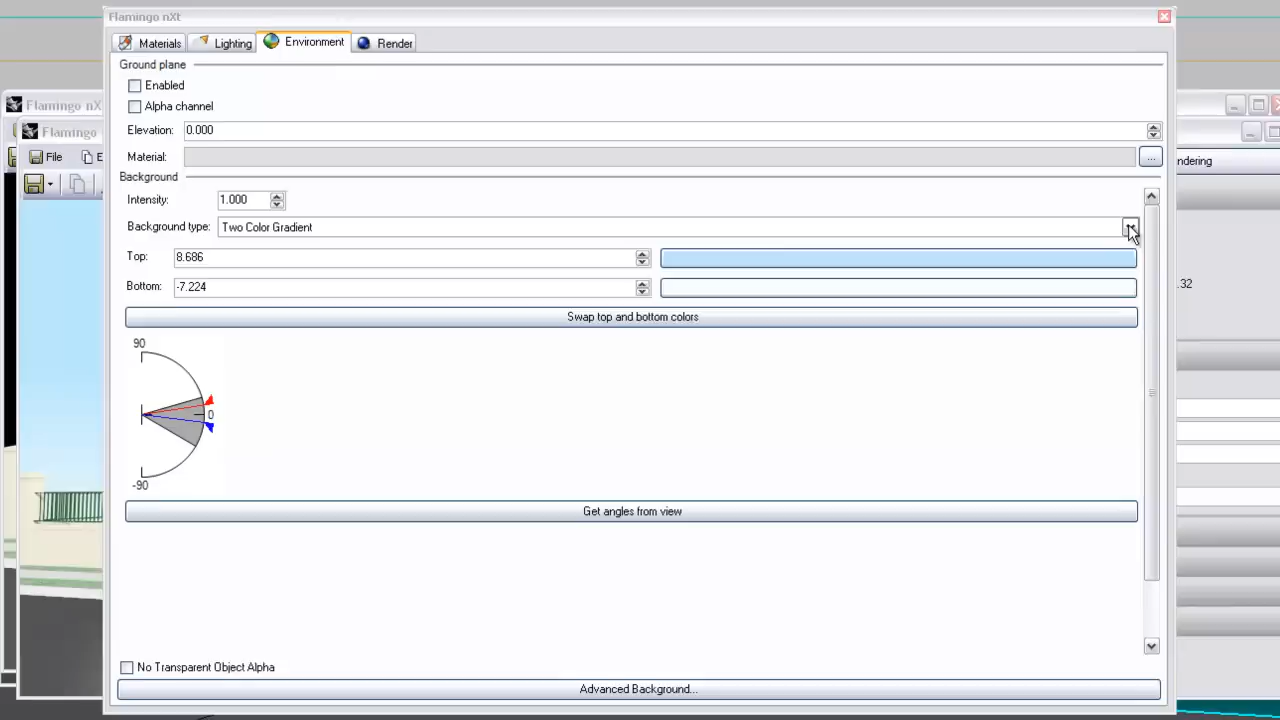 Flamingo nXt
Materials
Lighting
Environment
Render
Ground plane
Enabled
Alpha channel
Flamingo nX
Elevation: 0.000
Flamingo
Material:
...
File
ndering
Background
Intensity: 1.000
Background type: Two Color Gradient
Top: 8.686
Bottom: -7.224
.32
Swap top and bottom colors
90
0
-90
Get angles from view
No Transparent Object Alpha
Advanced Background...